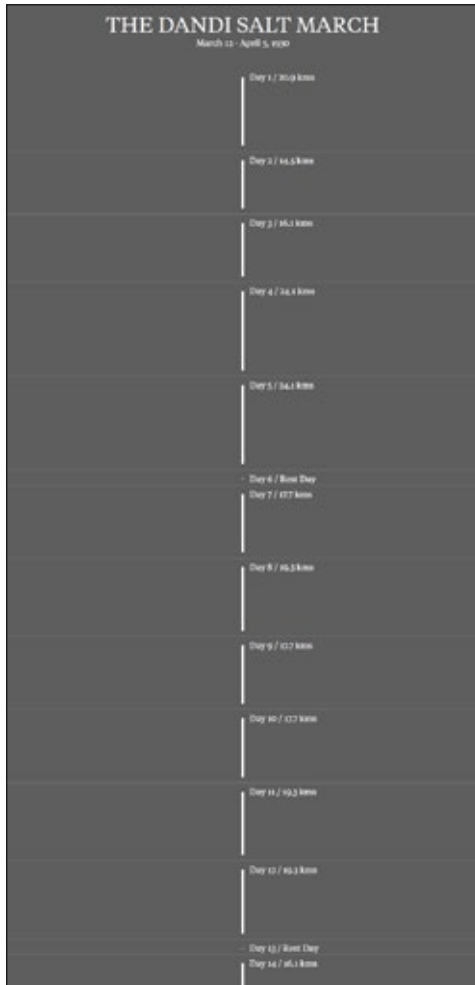 THE DANDI SALT MARCH
March 12 - April 5, 1930
Day 1 / 20.9 kms
Day 2 / 14.5 kms
Day 3 / 16.1 kms
Day 4 / 24.1 kms
Day 5 / 24.1 kms
Day 6 / Rest Day
Day 7 / 17.7 kms
Day 8 / 19.3 kms
Day 9 / 17.7 kms
Day 10 / 17.7 kms
Day 11 / 19.3 kms
Day 12 / 19.3 kms
Day 13 / Rest Day
Day 14 / 16.1 kms